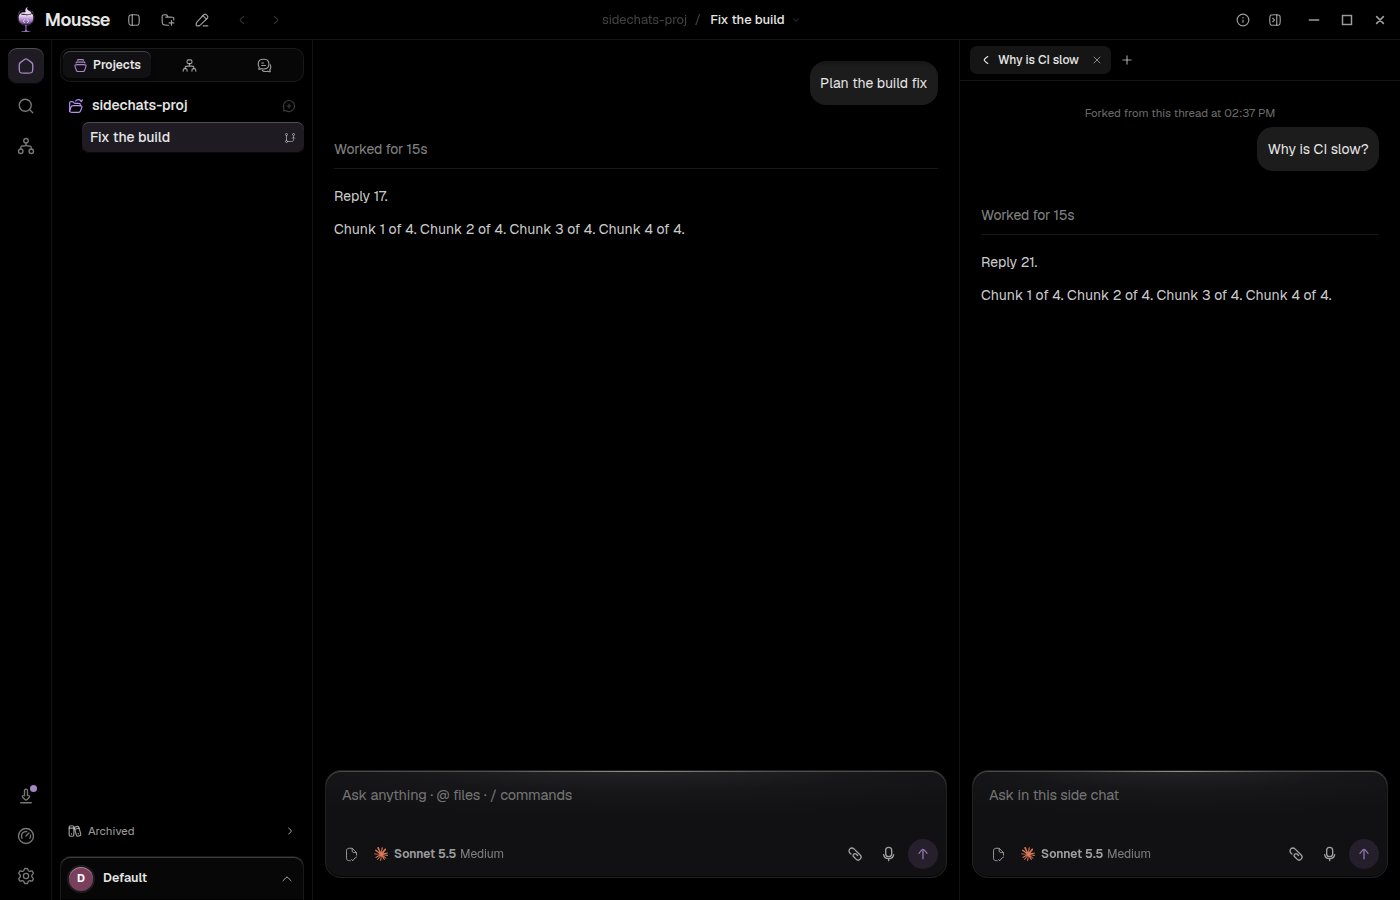 Mousse
sidechats-proj / Fix the build
Projects
sidechats-proj
Fix the build
Archived
D Default
Plan the build fix
Worked for 15s
Reply 17.
Chunk 1 of 4. Chunk 2 of 4. Chunk 3 of 4. Chunk 4 of 4.
Ask anything · @ files · / commands
Sonnet 5.5 Medium
Why is CI slow
Forked from this thread at 02:37 PM
Why is CI slow?
Worked for 15s
Reply 21.
Chunk 1 of 4. Chunk 2 of 4. Chunk 3 of 4. Chunk 4 of 4.
Ask in this side chat
Sonnet 5.5 Medium